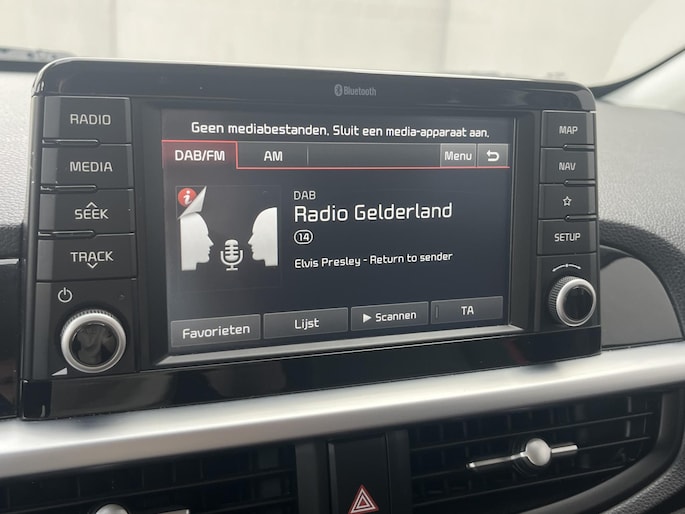 Bluetooth
RADIO
MEDIA
SEEK
TRACK
Geen mediabestanden. Sluit een media-apparaat aan.
DAB/FM AM Menu
i
DAB
Radio Gelderland
14
Elvis Presley - Return to sender
Favorieten Lijst Scannen TA
MAP
NAV
SETUP